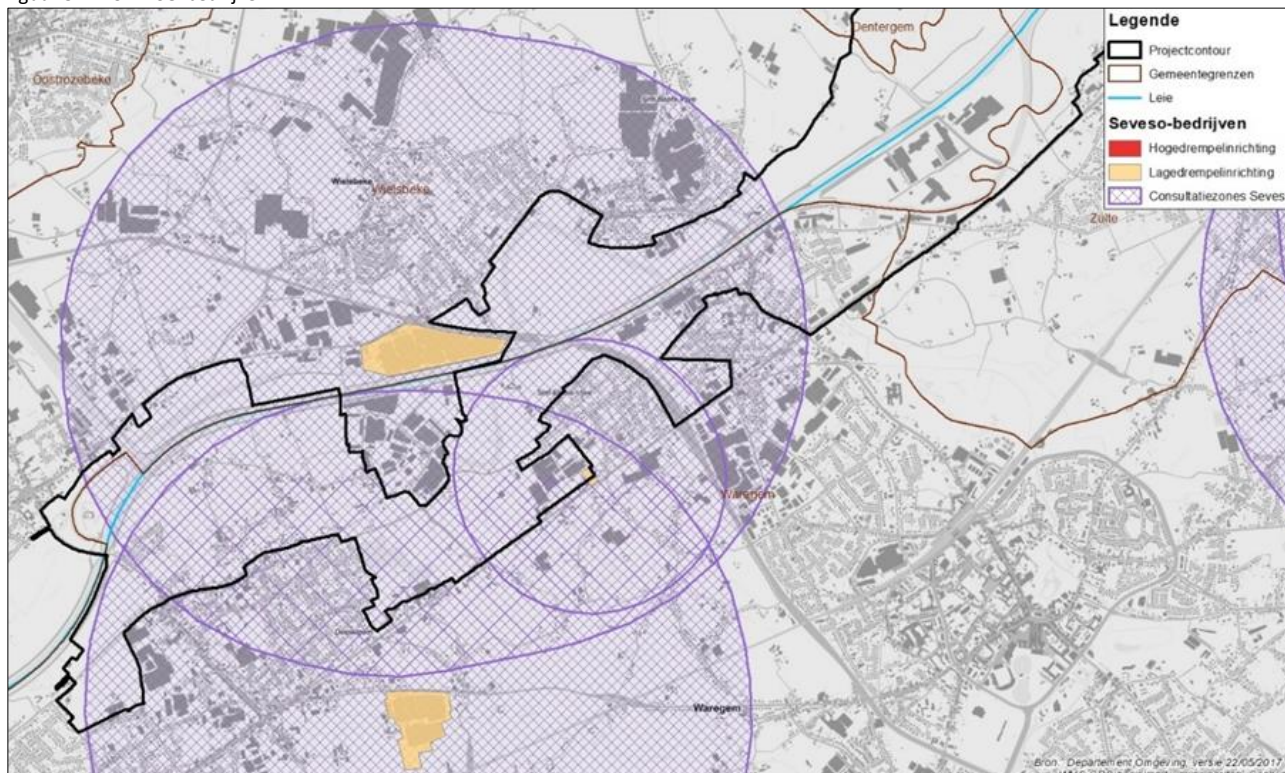 Dentergem
Legende
Projectcontour
Gemeentegrenzen
Leie
Seveso-bedrijven
Hogedrempelinrichting
Lagedrempelinrichting
Consultatiezones Seves
Oostrozebeke
Wielsbeke
Wielsbeke
Zulte
Waregem
Waregem
Bron: Departement Omgeving, versie 22/05/2017